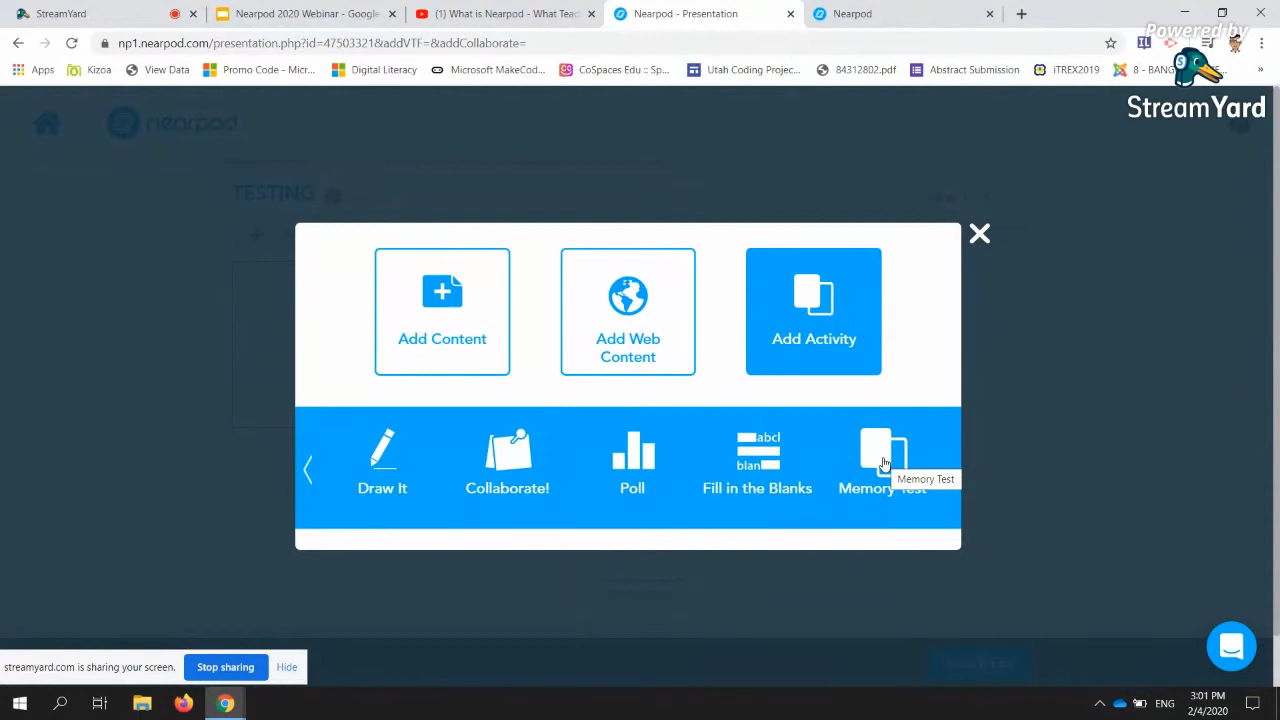 StreamYard
Nearpod 2020 Webinar - Google
(1) What is Nearpod - What Teac
Nearpod - Presentation
Nearpod
np1.nearpod.com/presentation.php?id=47503321&addVTF=&addCollaborate=
Apps
Kizoa
View Data
Promo Code - Micr...
Digital Literacy
Microsoft MakeCod...
CoSpaces Edu :: Sp...
Utah Coding Projec...
84312802.pdf
Abstract Submission
iTREX2019
Powered by
StreamYard
nearpod
TESTING
Add Content
Add Web
Content
Add Activity
abcl
blan
Draw It
Collaborate!
Poll
Fill in the Blanks
Memory Test
Memory Test
streamyard.com is sharing your screen.
Stop sharing
Hide
ENG
3:01 PM
2/4/2020